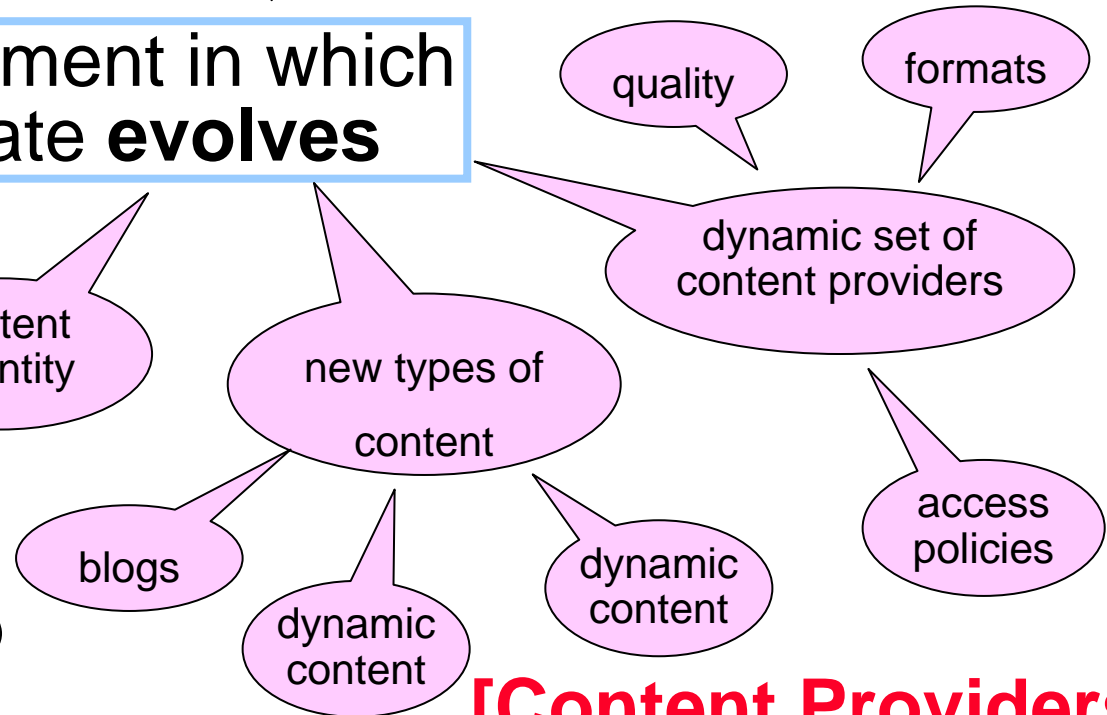 ment in which
ate evolves
quality
formats
dynamic set of
content providers
tent
ntity
new types of
content
access
policies
blogs
dynamic
content
dynamic
content
[Content Providers